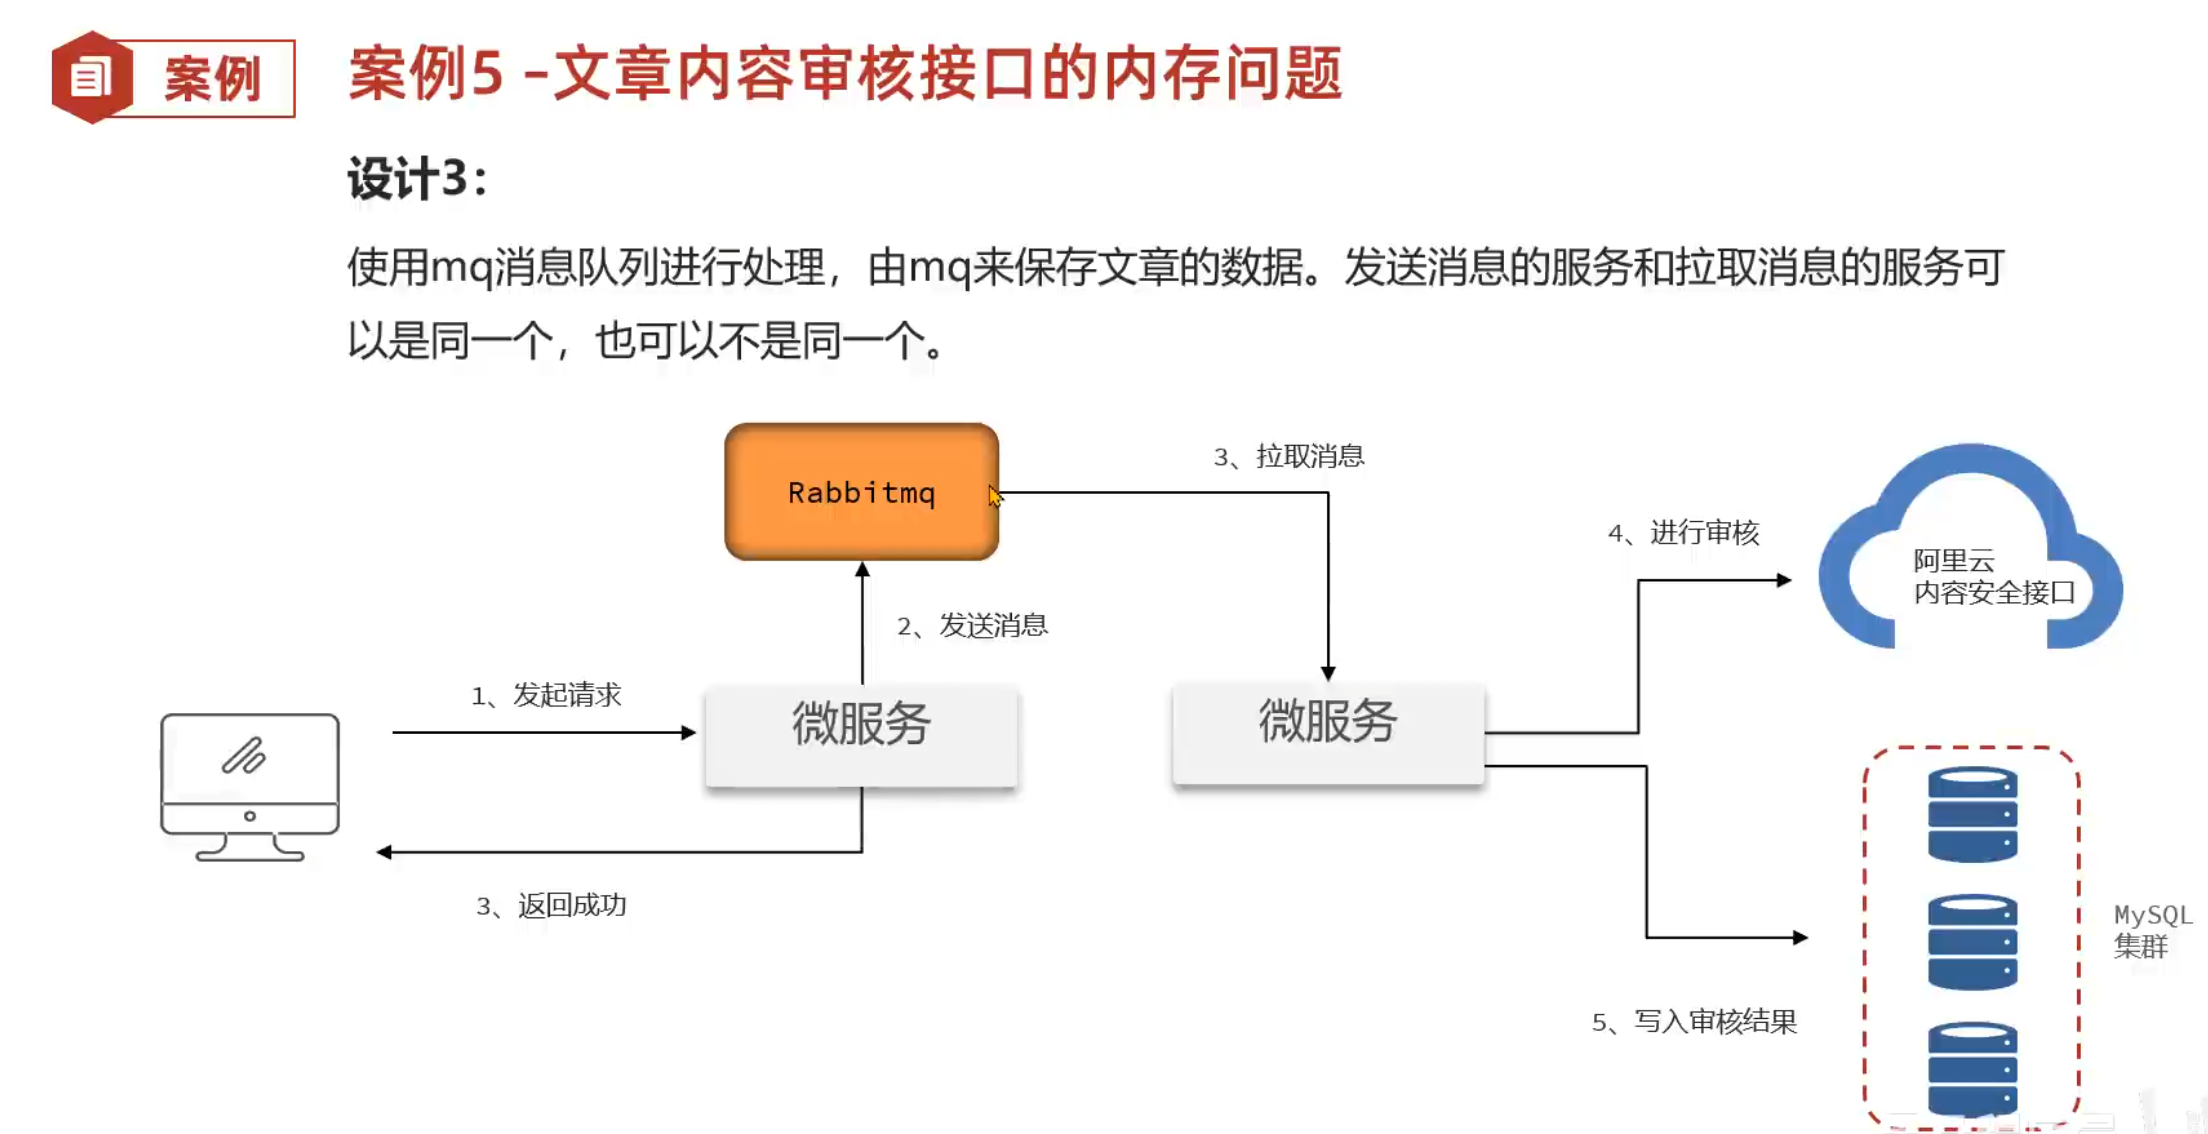 案例
案例5 –文章内容审核接口的内存问题
设计3：
使用mq消息队列进行处理，由mq来保存文章的数据。发送消息的服务和拉取消息的服务可
以是同一个，也可以不是同一个。
Rabbitmq
3、拉取消息
4、进行审核
阿里云
内容安全接口
2、发送消息
1、发起请求
微服务
微服务
3、返回成功
MySQL
集群
5、写入审核结果